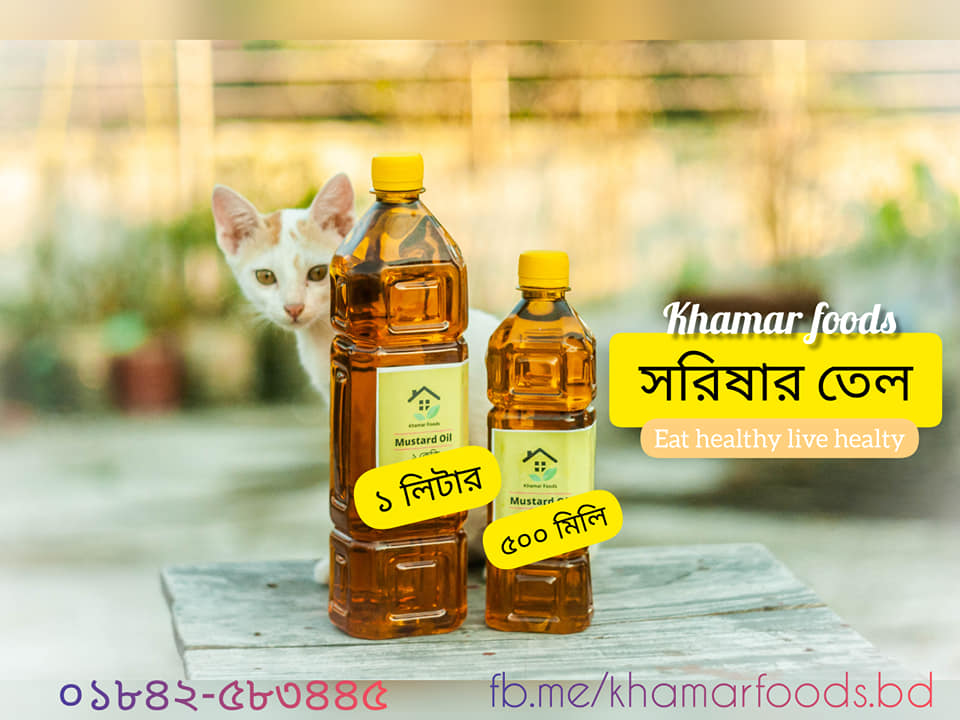 Khamar foods
সরিষার তেল
Eat healthy live healty
Khamar Foods
Mustard Oil
১ লিটার
Khamar Foods
Mustard
৫০০ মিলি
০১৮৪২-৫৮৩৪৪৫
fb.me/khamarfoods.bd